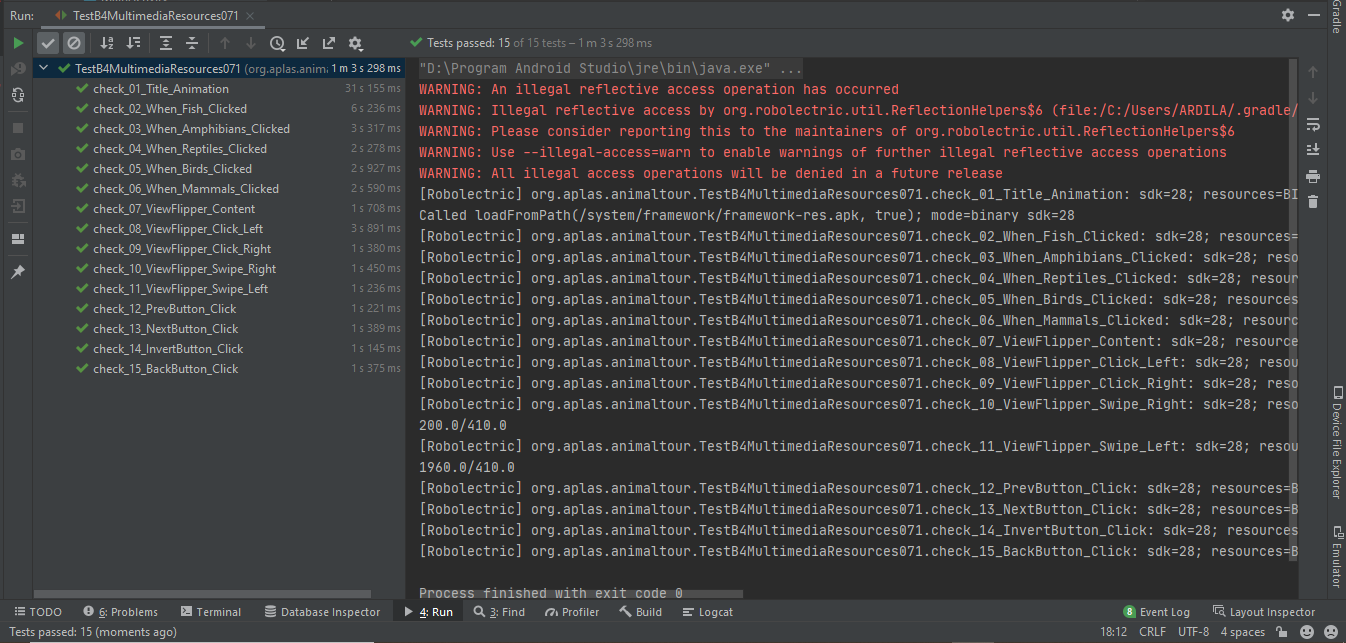 Run: TestB4MultimediaResources071
Gradle
Tests passed: 15 of 15 tests – 1 m 3 s 298 ms
TestB4MultimediaResources071 (org.aplas.anima 1 m 3 s 298 ms
check_01_Title_Animation 31 s 155 ms
check_02_When_Fish_Clicked 6 s 236 ms
check_03_When_Amphibians_Clicked 3 s 317 ms
check_04_When_Reptiles_Clicked 2 s 278 ms
check_05_When_Birds_Clicked 2 s 927 ms
check_06_When_Mammals_Clicked 2 s 590 ms
check_07_ViewFlipper_Content 1 s 708 ms
check_08_ViewFlipper_Click_Left 3 s 891 ms
check_09_ViewFlipper_Click_Right 1 s 380 ms
check_10_ViewFlipper_Swipe_Right 1 s 450 ms
check_11_ViewFlipper_Swipe_Left 1 s 236 ms
check_12_PrevButton_Click 1 s 221 ms
check_13_NextButton_Click 1 s 389 ms
check_14_InvertButton_Click 1 s 145 ms
check_15_BackButton_Click 1 s 375 ms
"D:\Program Android Studio\jre\bin\java.exe" ...
WARNING: An illegal reflective access operation has occurred
WARNING: Illegal reflective access by org.robolectric.util.ReflectionHelpers$6 (file:/C:/Users/ARDILA/.gradle/
WARNING: Please consider reporting this to the maintainers of org.robolectric.util.ReflectionHelpers$6
WARNING: Use --illegal-access=warn to enable warnings of further illegal reflective access operations
WARNING: All illegal access operations will be denied in a future release
[Robolectric] org.aplas.animaltour.TestB4MultimediaResources071.check_01_Title_Animation: sdk=28; resources=BI
Called loadFromPath(/system/framework/framework-res.apk, true); mode=binary sdk=28
[Robolectric] org.aplas.animaltour.TestB4MultimediaResources071.check_02_When_Fish_Clicked: sdk=28; resources=
[Robolectric] org.aplas.animaltour.TestB4MultimediaResources071.check_03_When_Amphibians_Clicked: sdk=28; reso
[Robolectric] org.aplas.animaltour.TestB4MultimediaResources071.check_04_When_Reptiles_Clicked: sdk=28; resour
[Robolectric] org.aplas.animaltour.TestB4MultimediaResources071.check_05_When_Birds_Clicked: sdk=28; resources
[Robolectric] org.aplas.animaltour.TestB4MultimediaResources071.check_06_When_Mammals_Clicked: sdk=28; resourc
[Robolectric] org.aplas.animaltour.TestB4MultimediaResources071.check_07_ViewFlipper_Content: sdk=28; resource
[Robolectric] org.aplas.animaltour.TestB4MultimediaResources071.check_08_ViewFlipper_Click_Left: sdk=28; resou
[Robolectric] org.aplas.animaltour.TestB4MultimediaResources071.check_09_ViewFlipper_Click_Right: sdk=28; reso
[Robolectric] org.aplas.animaltour.TestB4MultimediaResources071.check_10_ViewFlipper_Swipe_Right: sdk=28; reso
200.0/410.0
[Robolectric] org.aplas.animaltour.TestB4MultimediaResources071.check_11_ViewFlipper_Swipe_Left: sdk=28; resou
1960.0/410.0
[Robolectric] org.aplas.animaltour.TestB4MultimediaResources071.check_12_PrevButton_Click: sdk=28; resources=B
[Robolectric] org.aplas.animaltour.TestB4MultimediaResources071.check_13_NextButton_Click: sdk=28; resources=B
[Robolectric] org.aplas.animaltour.TestB4MultimediaResources071.check_14_InvertButton_Click: sdk=28; resources
[Robolectric] org.aplas.animaltour.TestB4MultimediaResources071.check_15_BackButton_Click: sdk=28; resources=B
Process finished with exit code 0
Device File Explorer
Emulator
TODO 6: Problems Terminal Database Inspector 4: Run 3: Find Profiler Build Logcat 8 Event Log Layout Inspector
Tests passed: 15 (moments ago) 18:12 CRLF UTF-8 4 spaces